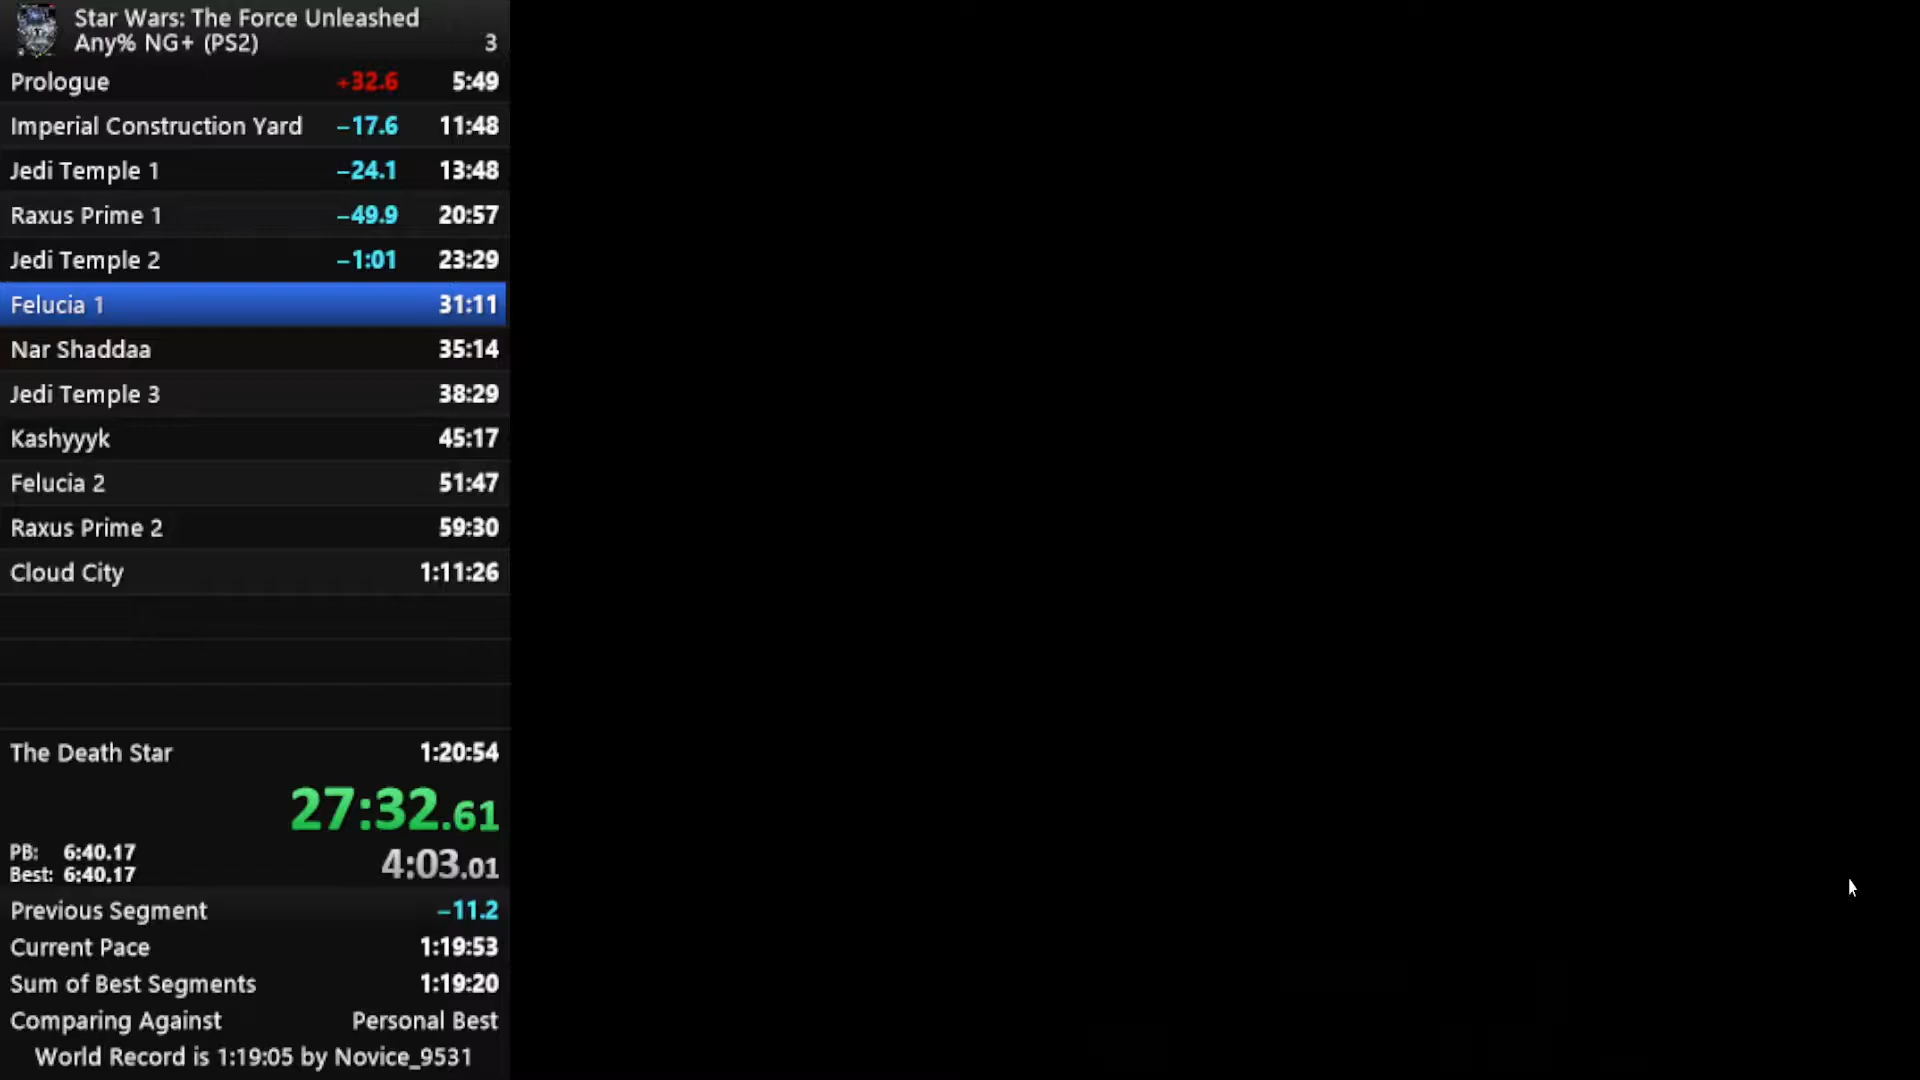 Star Wars: The Force Unleashed
Any% NG+ (PS2) 3
Prologue +32.6 5:49
Imperial Construction Yard −17.6 11:48
Jedi Temple 1 −24.1 13:48
Raxus Prime 1 −49.9 20:57
Jedi Temple 2 −1:01 23:29
Felucia 1 31:11
Nar Shaddaa 35:14
Jedi Temple 3 38:29
Kashyyyk 45:17
Felucia 2 51:47
Raxus Prime 2 59:30
Cloud City 1:11:26
The Death Star 1:20:54
27:32.61
PB: 6:40.17
Best: 6:40.17
4:03.01
Previous Segment −11.2
Current Pace 1:19:53
Sum of Best Segments 1:19:20
Comparing Against Personal Best
World Record is 1:19:05 by Novice_9531